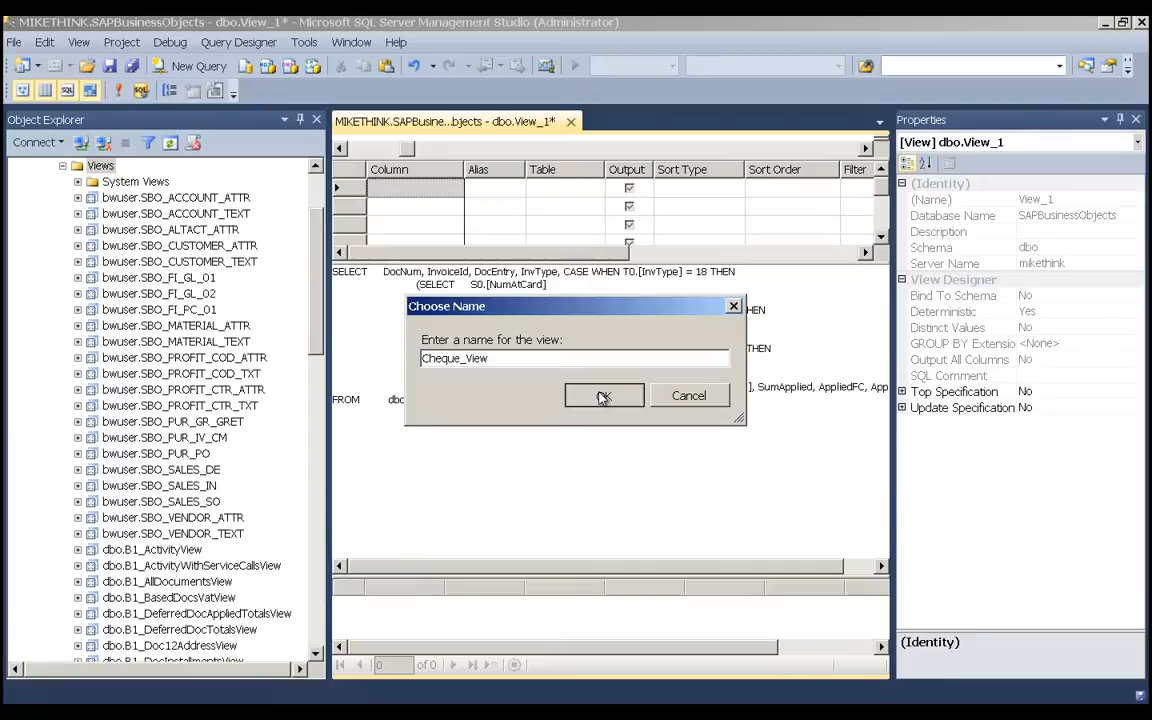 MIKETHINK.SAPBusinessObjects - dbo.View_1* - Microsoft SQL Server Management Studio (Administrator)
File Edit View Project Debug Query Designer Tools Window Help
New Query
Object Explorer
Connect
Views
System Views
bwuser.SBO_ACCOUNT_ATTR
bwuser.SBO_ACCOUNT_TEXT
bwuser.SBO_ALTACT_ATTR
bwuser.SBO_CUSTOMER_ATTR
bwuser.SBO_CUSTOMER_TEXT
bwuser.SBO_FI_GL_01
bwuser.SBO_FI_GL_02
bwuser.SBO_FI_PC_01
bwuser.SBO_MATERIAL_ATTR
bwuser.SBO_MATERIAL_TEXT
bwuser.SBO_PROFIT_COD_ATTR
bwuser.SBO_PROFIT_COD_TXT
bwuser.SBO_PROFIT_CTR_ATTR
bwuser.SBO_PROFIT_CTR_TXT
bwuser.SBO_PUR_GR_GRET
bwuser.SBO_PUR_IV_CM
bwuser.SBO_PUR_PO
bwuser.SBO_SALES_DE
bwuser.SBO_SALES_IN
bwuser.SBO_SALES_SO
bwuser.SBO_VENDOR_ATTR
bwuser.SBO_VENDOR_TEXT
dbo.B1_ActivityView
dbo.B1_ActivityWithServiceCallsView
dbo.B1_AllDocumentsView
dbo.B1_BasedDocsVatView
dbo.B1_DeferredDocAppliedTotalsView
dbo.B1_DeferredDocTotalsView
dbo.B1_Doc12AddressView
dbo.B1_DocInstallmentsView
MIKETHINK.SAPBusine...bjects - dbo.View_1*
Column Alias Table Output Sort Type Sort Order Filter
SELECT DocNum, InvoiceId, DocEntry, InvType, CASE WHEN T0.[InvType] = 18 THEN
(SELECT S0.[NumAtCard]
HEN
THEN
], SumApplied, AppliedFC, App
FROM dbo
Choose Name
Enter a name for the view:
Cheque_View
Cancel
0 of 0
Properties
[View] dbo.View_1
(Identity)
(Name) View_1
Database Name SAPBusinessObjects
Description
Schema dbo
Server Name mikethink
View Designer
Bind To Schema No
Deterministic Yes
Distinct Values No
GROUP BY Extensio <None>
Output All Columns No
SQL Comment
Top Specification No
Update Specification No
(Identity)